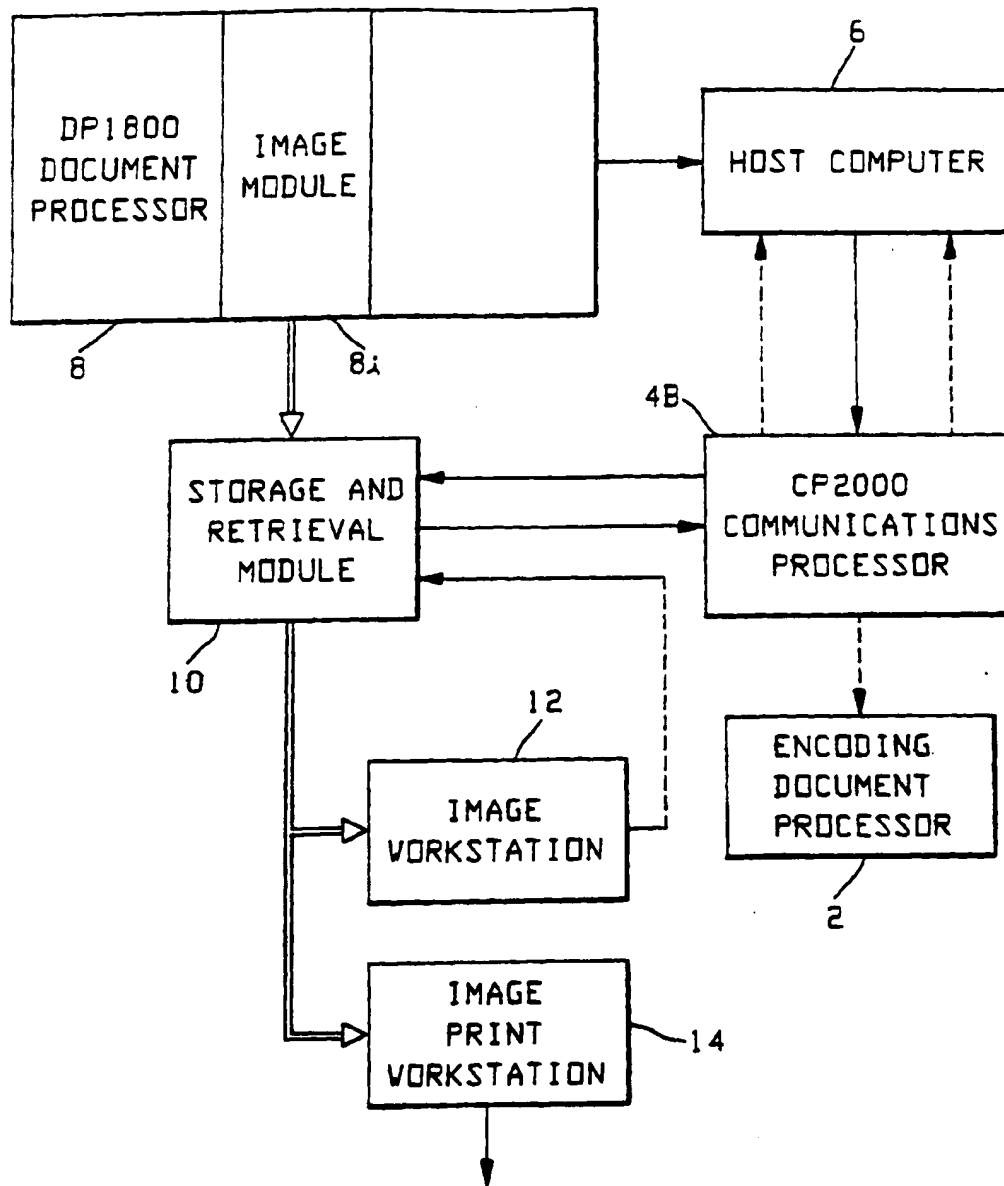 6
DP1800
DOCUMENT
PROCESSOR
IMAGE
MODULE
HOST COMPUTER
8
8i
4B
STORAGE AND
RETRIEVAL
MODULE
CP2000
COMMUNICATIONS
PROCESSOR
10
12
ENCODING
DOCUMENT
PROCESSOR
IMAGE
WORKSTATION
2
IMAGE
PRINT
WORKSTATION
14